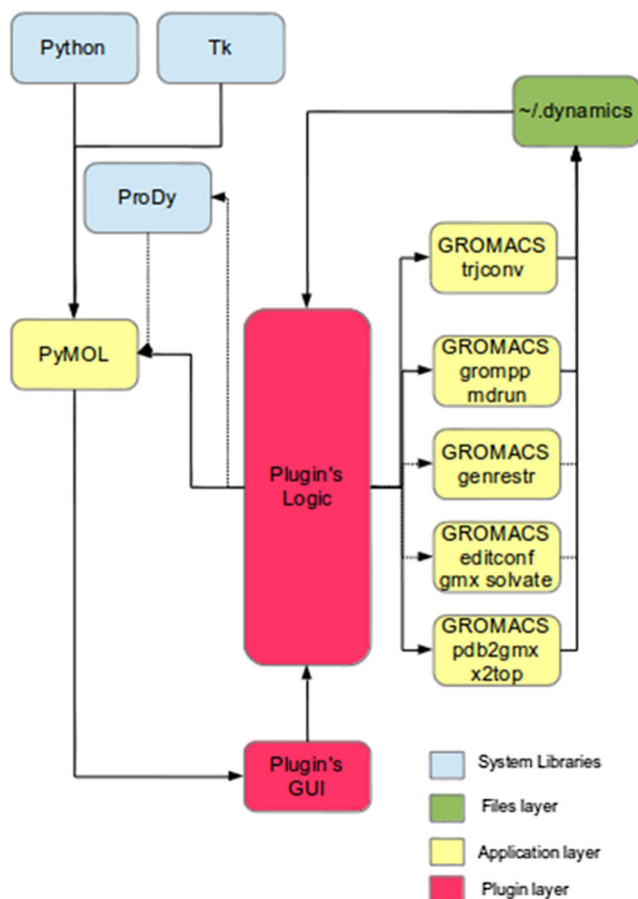 Python
Tk
~/.dynamics
ProDy
GROMACS
trjconv
PyMOL
GROMACS
grompp
mdrun
Plugin's
Logic
GROMACS
genrestr
GROMACS
editconf
gmx solvate
GROMACS
pdb2gmx
x2top
Plugin's
GUI
System Libraries
Files layer
Application layer
Plugin layer